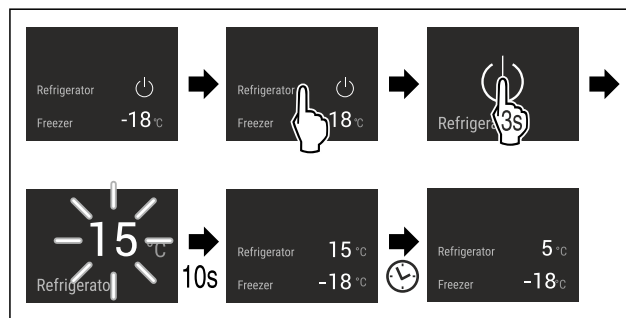 Refrigerator
Freezer -18 °C
Refrigerator
Freezer 18 °C
Refrigera 3s
15 °C
Refrigerato
10s
Refrigerator 15 °C
Freezer -18 °C
Refrigerator 5 °C
Freezer -18 °C